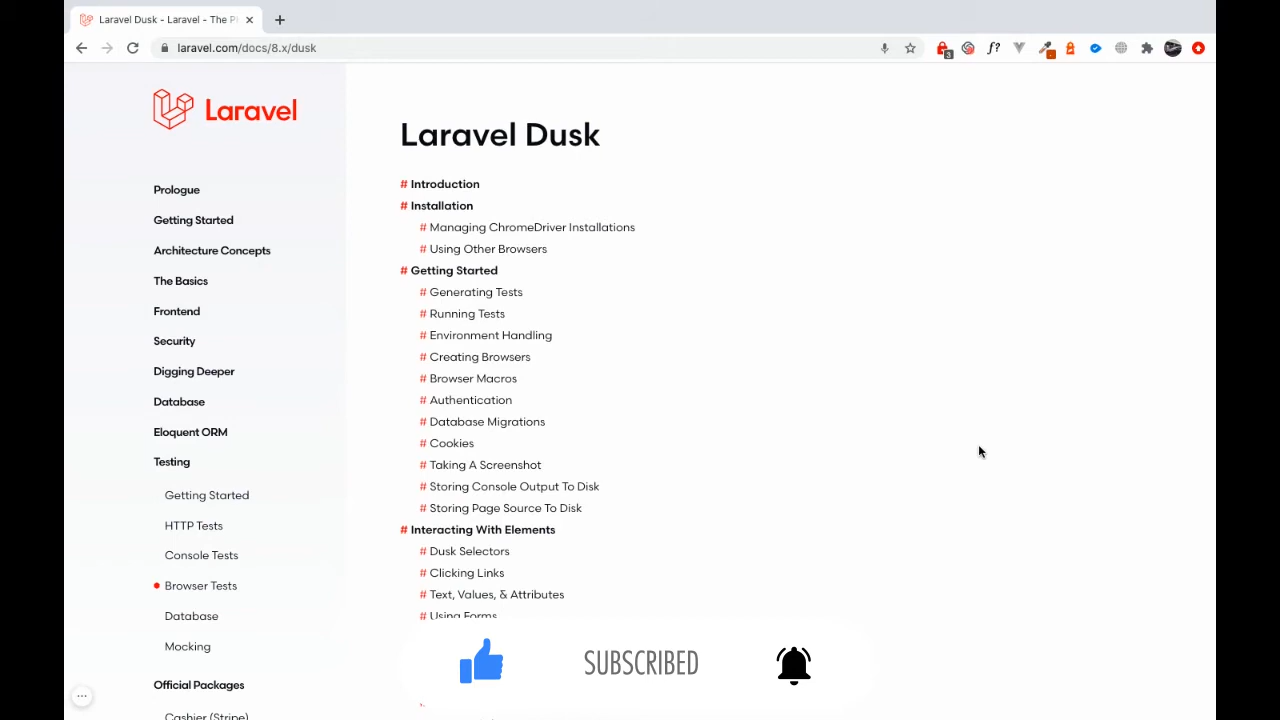 Laravel Dusk - Laravel - The P
laravel.com/docs/8.x/dusk
f?
3
Laravel
Prologue
Getting Started
Architecture Concepts
The Basics
Frontend
Security
Digging Deeper
Database
Eloquent ORM
Testing
Getting Started
HTTP Tests
Console Tests
Browser Tests
Database
Mocking
Official Packages
Cashier (Stripe)
Laravel Dusk
# Introduction
# Installation
# Managing ChromeDriver Installations
# Using Other Browsers
# Getting Started
# Generating Tests
# Running Tests
# Environment Handling
# Creating Browsers
# Browser Macros
# Authentication
# Database Migrations
# Cookies
# Taking A Screenshot
# Storing Console Output To Disk
# Storing Page Source To Disk
# Interacting With Elements
# Dusk Selectors
# Clicking Links
# Text, Values, & Attributes
# Using Forms
SUBSCRIBED